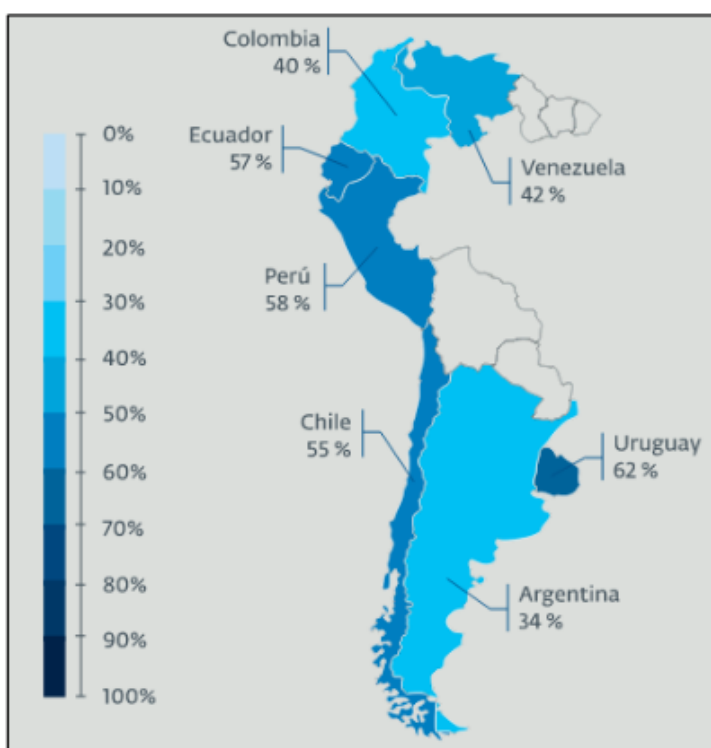 Colombia
40 %
Ecuador
57 %
Venezuela
42 %
Perú
58 %
Chile
55 %
Uruguay
62 %
Argentina
34 %
0%
10%
20%
30%
40%
50%
60%
70%
80%
90%
100%